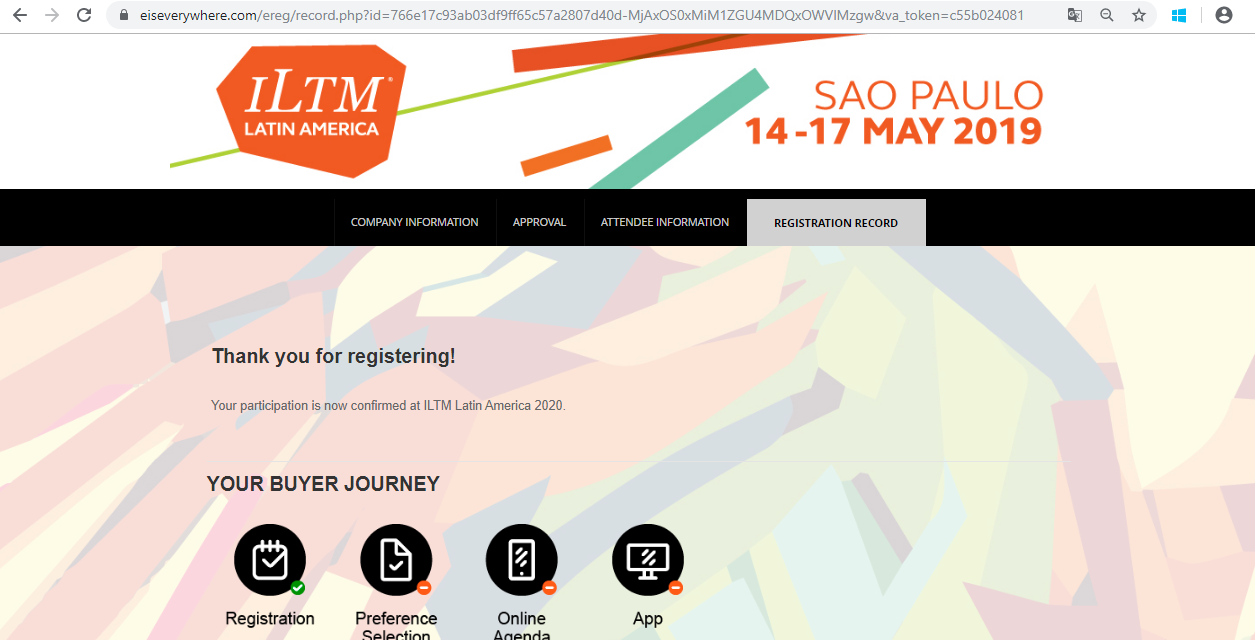 eiseverywhere.com/ereg/record.php?id=766e17c93ab03df9ff65c57a2807d40d-MjAxOS0xMiM1ZGU4MDQxOWVlMzgw&va_token=c55b024081
ILTM
LATIN AMERICA
SAO PAULO
14 -17 MAY 2019
COMPANY INFORMATION
APPROVAL
ATTENDEE INFORMATION
REGISTRATION RECORD
Thank you for registering!
Your participation is now confirmed at ILTM Latin America 2020.
YOUR BUYER JOURNEY
Registration
Preference
Selection
Online
Agenda
App